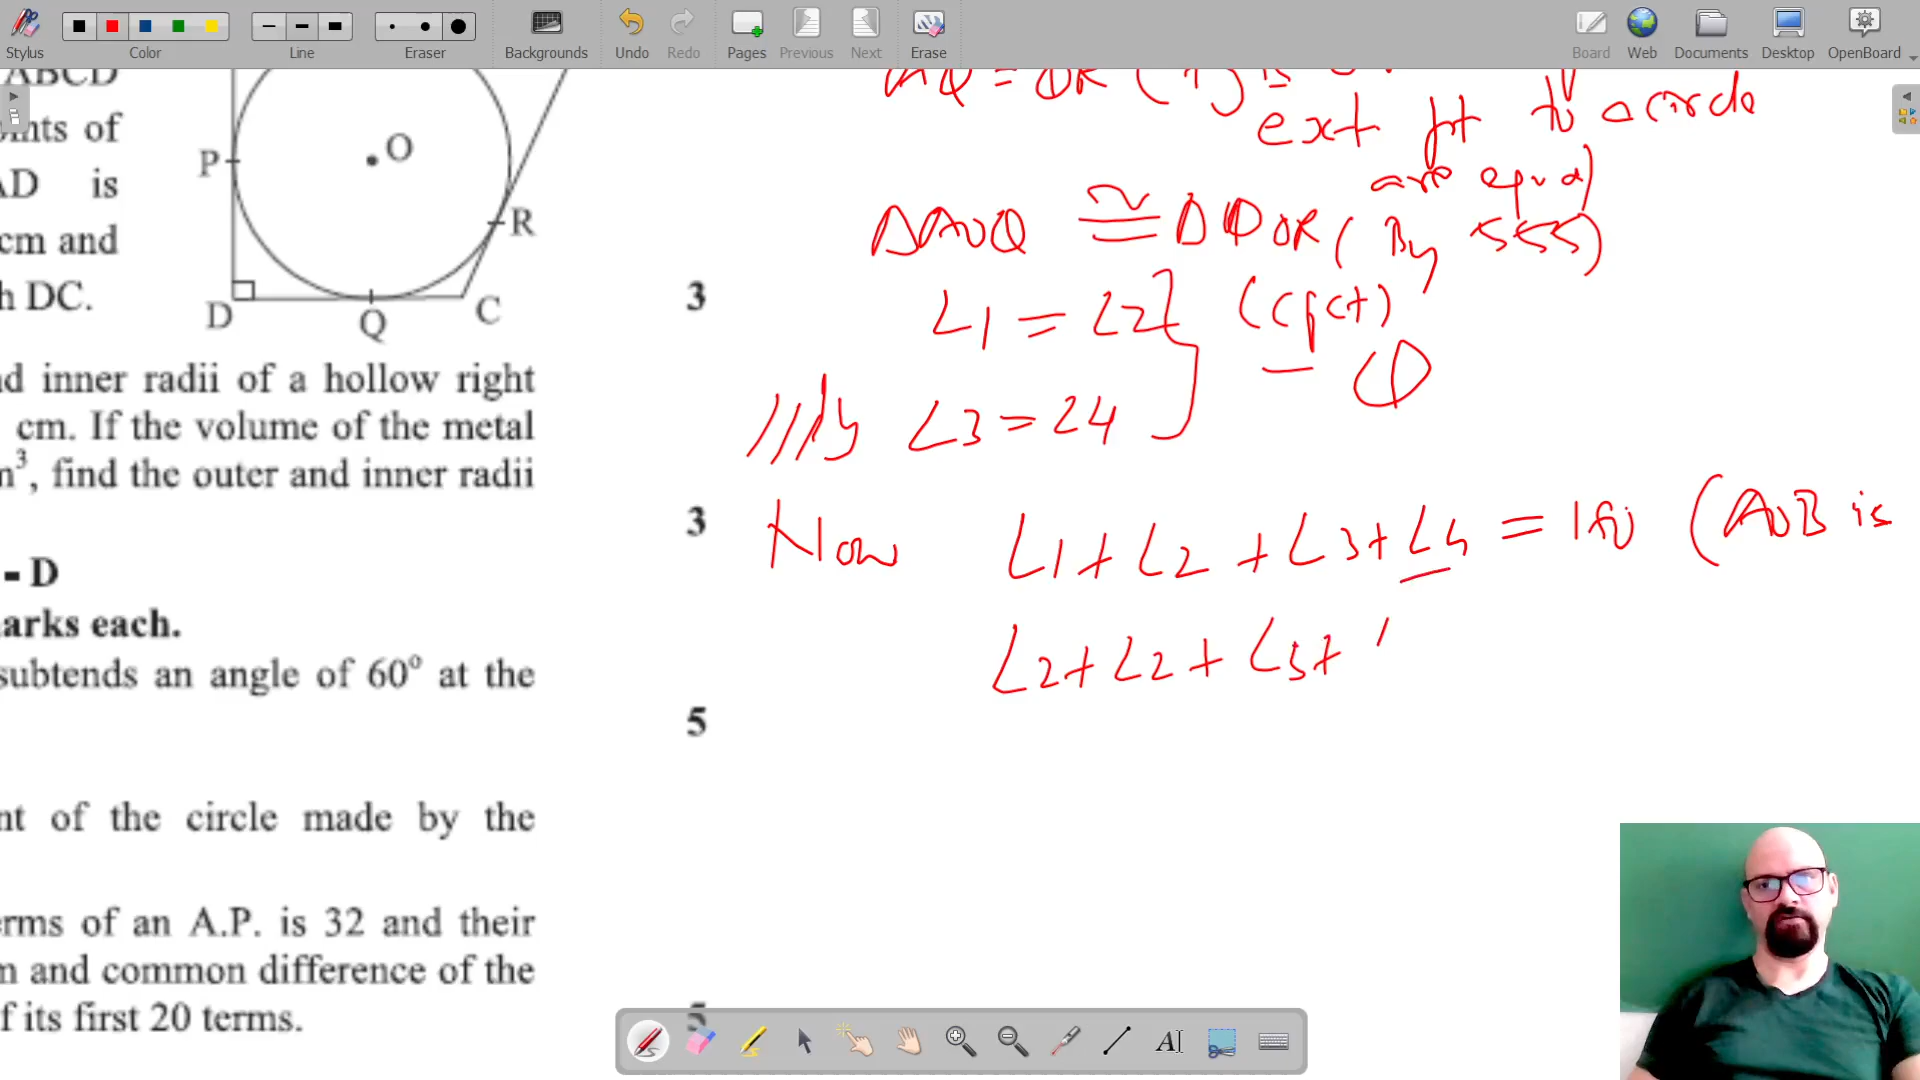 Stylus Color Line Eraser Backgrounds Undo Redo Pages Previous Next Erase Board Web Documents Desktop OpenBoard
ABCD
ints of
AD is
cm and
h DC.
P
O
R
D
Q
C
3
d inner radii of a hollow right
cm. If the volume of the metal
m³, find the outer and inner radii
3
- D
arks each.
subtends an angle of 60° at the
5
nt of the circle made by the
erms of an A.P. is 32 and their
m and common difference of the
f its first 20 terms.
ext pt to a circle
are equal
(By SSS)
∠1 = ∠2 } (cpct)
— ①
///ly ∠3 = ∠4
Now ∠1 + ∠2 + ∠3 + ∠4 = 180 (AOB is
∠2 + ∠2 + ∠3 +